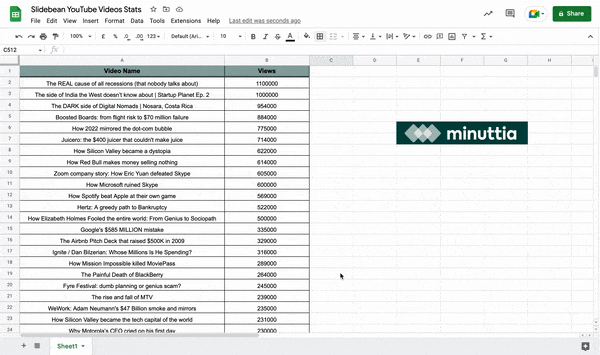 Slidebean YouTube Videos Stats
File Edit View Insert Format Data Tools Extensions Help Last edit was seconds ago
Share
100% $ % .0 .00 123 Default (Ari... 10 B I S A
C512 fx
A B C D E F G H
1 Video Name Views
2 The REAL cause of all recessions (that nobody talks about) 1100000
3 The side of India the West doesn't know about | Startup Planet Ep. 2 1000000
4 The DARK side of Digital Nomads | Nosara, Costa Rica 954000
5 Boosted Boards: from flight risk to $70 million failure 884000
6 How 2022 mirrored the dot-com bubble 775000
minuttia
7 Juicero: the $400 juicer that couldn't make juice 714000
8 How Silicon Valley became a dystopia 622000
9 How Red Bull makes money selling nothing 614000
10 Zoom company story: How Eric Yuan defeated Skype 605000
11 How Microsoft ruined Skype 600000
12 How Spotify beat Apple at their own game 569000
13 Hertz: A greedy path to Bankruptcy 522000
14 How Elizabeth Holmes Fooled the entire world: From Genius to Sociopath 500000
15 Google's $585 MILLION mistake 335000
16 The Airbnb Pitch Deck that raised $500K in 2009 329000
17 Ignite / Dan Bilzerian: Whose Millions Is He Spending? 316000
18 How Mission Impossible killed MoviePass 289000
19 The Painful Death of BlackBerry 264000
20 Fyre Festival: dumb planning or genius scam? 245000
21 The rise and fall of MTV 239000
22 WeWork: Adam Neumann's $47 Billion smoke and mirrors 235000
23 How Silicon Valley became the tech capital of the world 231000
24 Why Motorola's CEO cried on his first day 230000
Sheet1